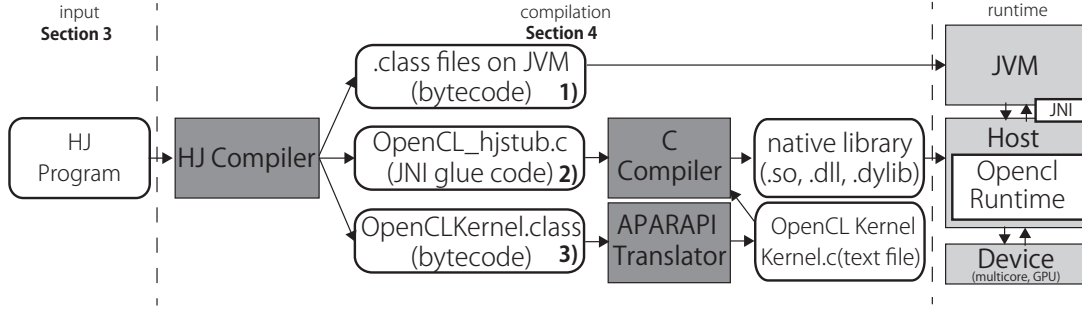 input
Section 3
compilation
Section 4
runtime
HJ
Program
HJ Compiler
.class files on JVM
(bytecode) 1)
OpenCL_hjstub.c
(JNI glue code) 2)
OpenCLKernel.class
(bytecode) 3)
C
Compiler
APARAPI
Translator
native library
(.so, .dll, .dylib)
OpenCL Kernel
Kernel.c(text file)
JVM
JNI
Host
Opencl
Runtime
Device
(multicore, GPU)